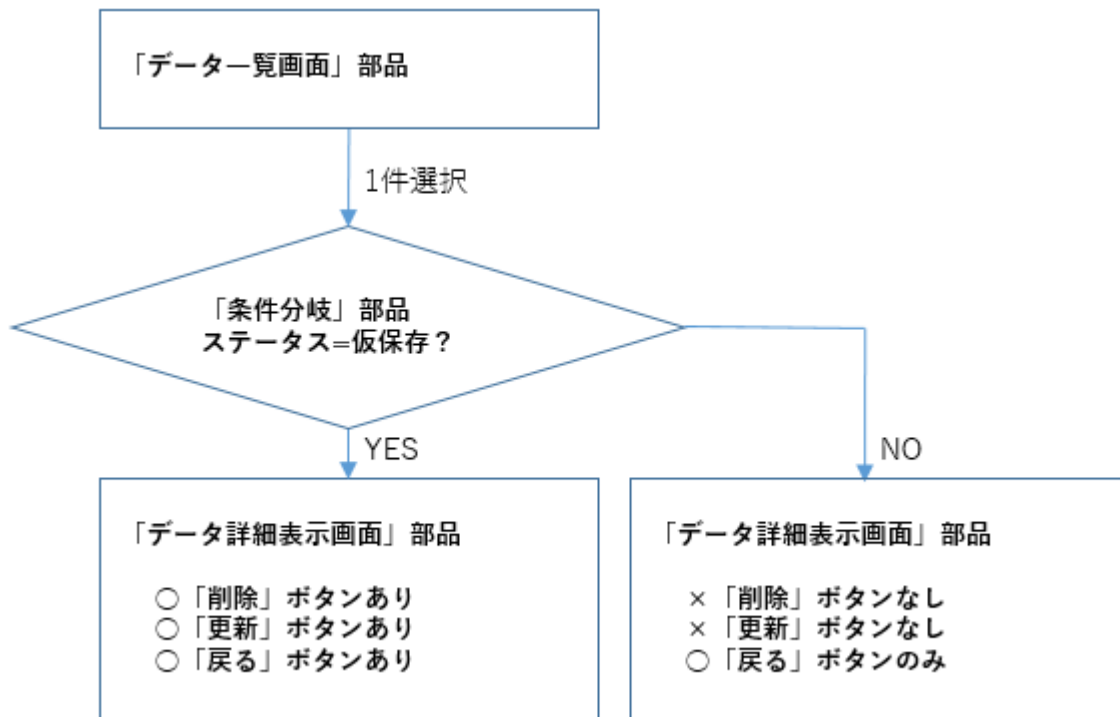 「データ一覧画面」部品
1件選択
「条件分岐」部品
ステータス=仮保存？
YES
NO
「データ詳細表示画面」部品
〇「削除」ボタンあり
〇「更新」ボタンあり
〇「戻る」ボタンあり
「データ詳細表示画面」部品
×「削除」ボタンなし
×「更新」ボタンなし
〇「戻る」ボタンのみ